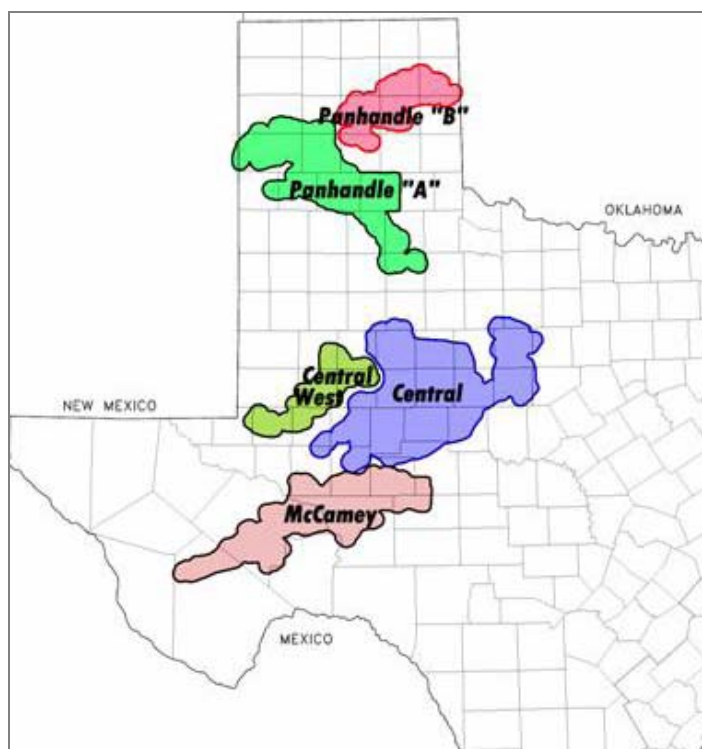 Panhandle "B"
Panhandle "A"
OKLAHOMA
Central
West
Central
NEW MEXICO
McCamey
MEXICO